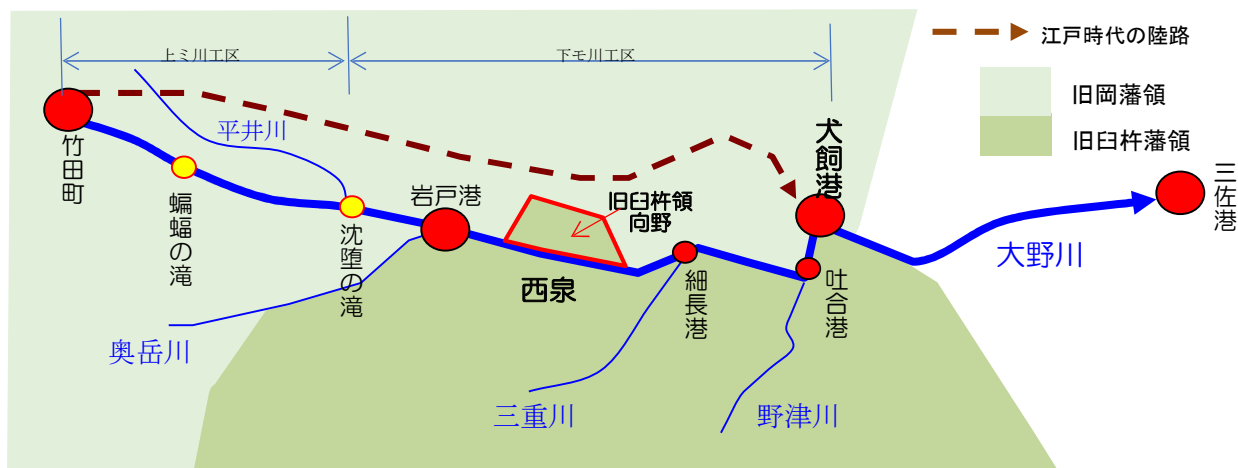 上ミ川工区
下モ川工区
江戸時代の陸路
旧岡藩領
旧臼杵藩領
竹田町
平井川
蝙蝠の滝
沈堕の滝
岩戸港
旧臼杵領
向野
犬飼港
三佐港
大野川
西泉
細長港
吐合港
奥岳川
三重川
野津川